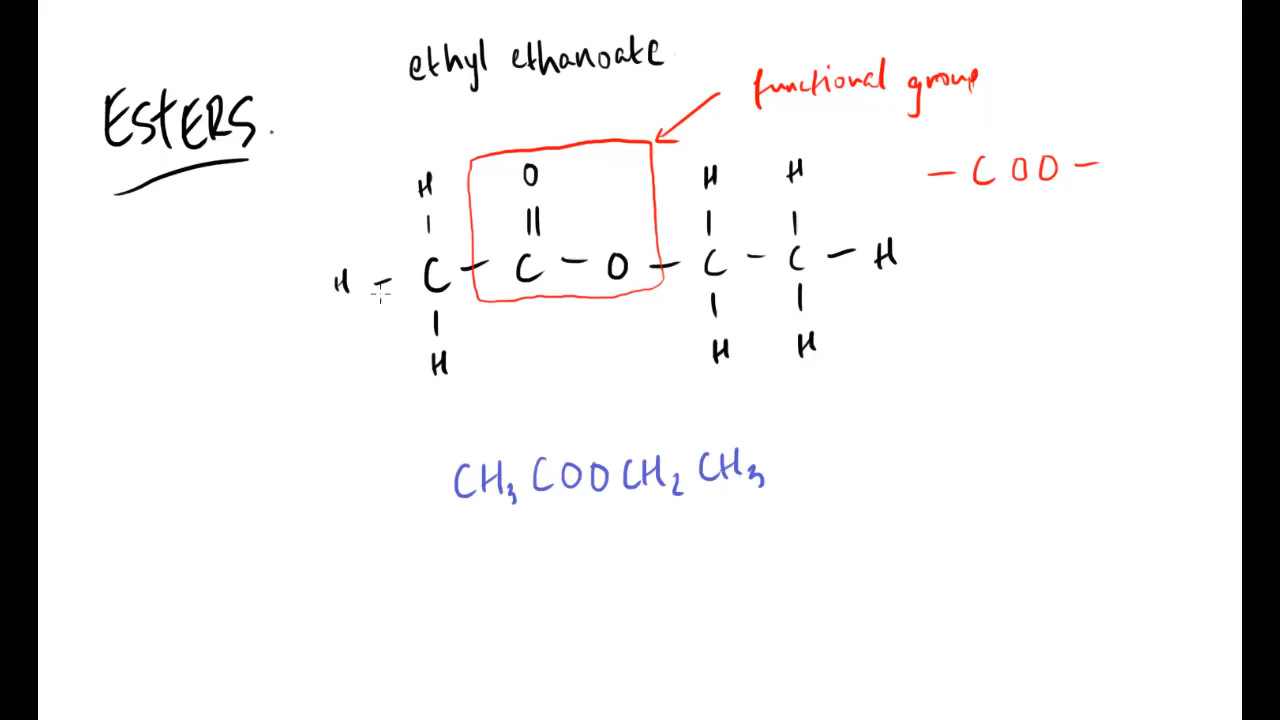 ethyl ethanoate
functional group
ESTERS.
H O H H
- COO -
| || | |
H - C - C - O - C - C - H
| | |
H H H
CH₃COOCH₂CH₃